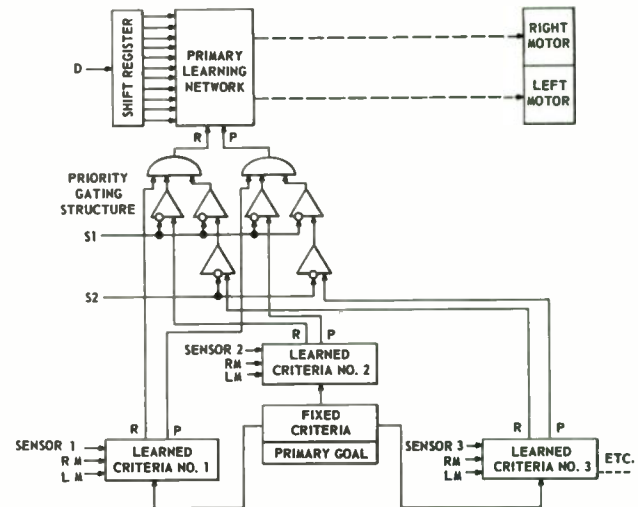 SHIFT REGISTER
D
PRIMARY
LEARNING
NETWORK
RIGHT
MOTOR
LEFT
MOTOR
R
P
PRIORITY
GATING
STRUCTURE
S1
S2
R
P
SENSOR 2
RM
LM
LEARNED
CRITERIA NO. 2
FIXED
CRITERIA
PRIMARY GOAL
R
P
SENSOR 1
RM
LM
LEARNED
CRITERIA NO. 1
R
P
SENSOR 3
RM
LM
LEARNED
CRITERIA NO. 3
ETC.